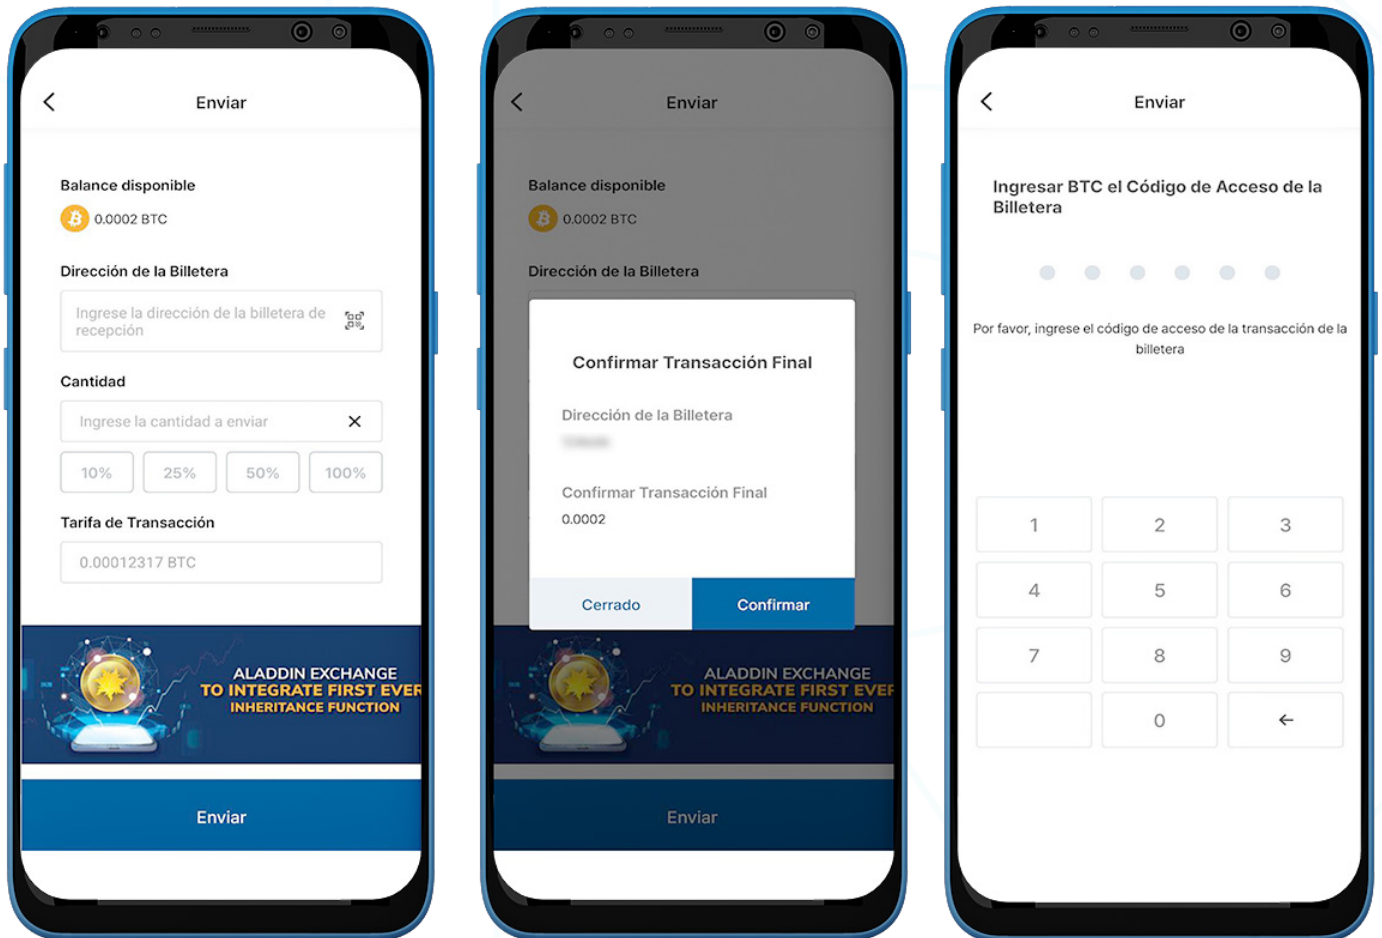 Enviar
Balance disponible
0.0002 BTC
Dirección de la Billetera
Ingrese la dirección de la billetera de
recepción
Cantidad
Ingrese la cantidad a enviar
10% 25% 50% 100%
Tarifa de Transacción
0.00012317 BTC
ALADDIN EXCHANGE
TO INTEGRATE FIRST EVER
INHERITANCE FUNCTION
Enviar
Enviar
Balance disponible
0.0002 BTC
Dirección de la Billetera
Confirmar Transacción Final
Dirección de la Billetera
Confirmar Transacción Final
0.0002
Cerrado Confirmar
ALADDIN EXCHANGE
TO INTEGRATE FIRST EVER
INHERITANCE FUNCTION
Enviar
Enviar
Ingresar BTC el Código de Acceso de la
Billetera
Por favor, ingrese el código de acceso de la transacción de la
billetera
1 2 3
4 5 6
7 8 9
0